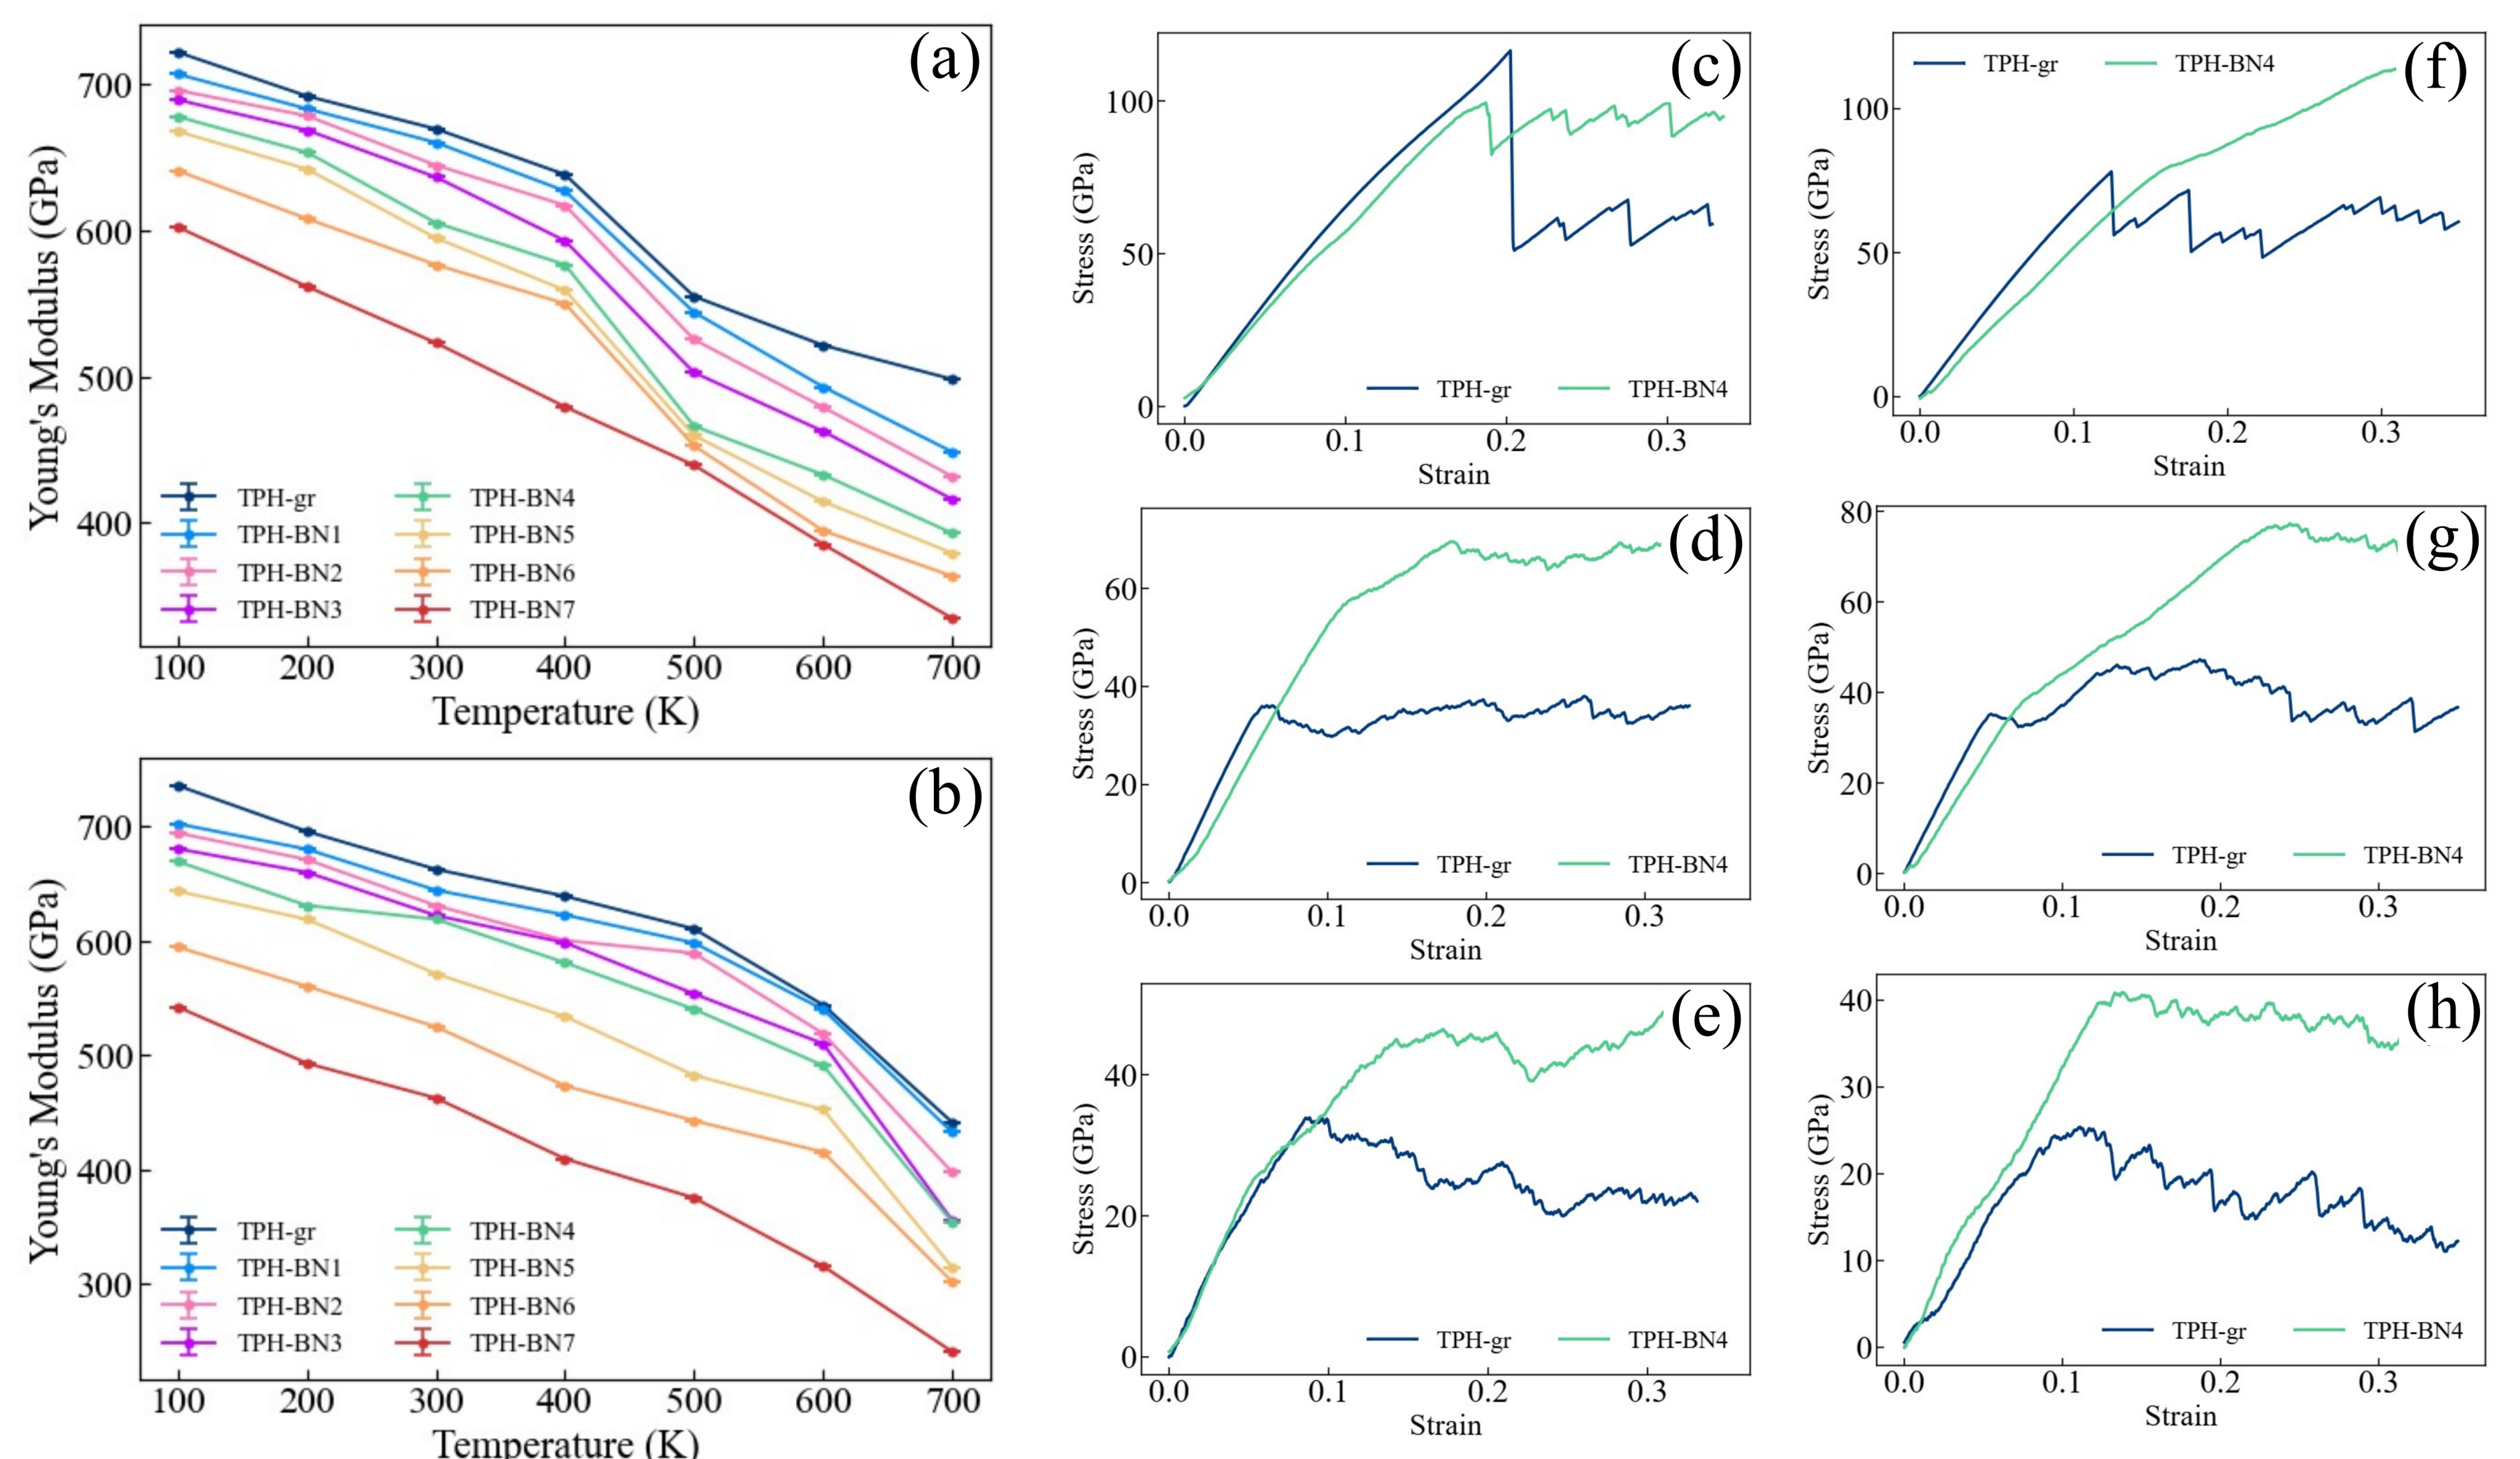 (a)
Young's Modulus (GPa)
700
600
500
400
TPH-gr
TPH-BN1
TPH-BN2
TPH-BN3
TPH-BN4
TPH-BN5
TPH-BN6
TPH-BN7
100 200 300 400 500 600 700
Temperature (K)
(b)
Young's Modulus (GPa)
700
600
500
400
300
TPH-gr
TPH-BN1
TPH-BN2
TPH-BN3
TPH-BN4
TPH-BN5
TPH-BN6
TPH-BN7
100 200 300 400 500 600 700
Temperature (K)
(c)
Stress (GPa)
100
50
0
TPH-gr TPH-BN4
0.0 0.1 0.2 0.3
Strain
(d)
Stress (GPa)
60
40
20
0
TPH-gr TPH-BN4
0.0 0.1 0.2 0.3
Strain
(e)
Stress (GPa)
40
20
0
TPH-gr TPH-BN4
0.0 0.1 0.2 0.3
Strain
TPH-gr TPH-BN4
(f)
Stress (GPa)
100
50
0
0.0 0.1 0.2 0.3
Strain
(g)
Stress (GPa)
80
60
40
20
0
TPH-gr TPH-BN4
0.0 0.1 0.2 0.3
Strain
(h)
Stress (GPa)
40
30
20
10
0
TPH-gr TPH-BN4
0.0 0.1 0.2 0.3
Strain